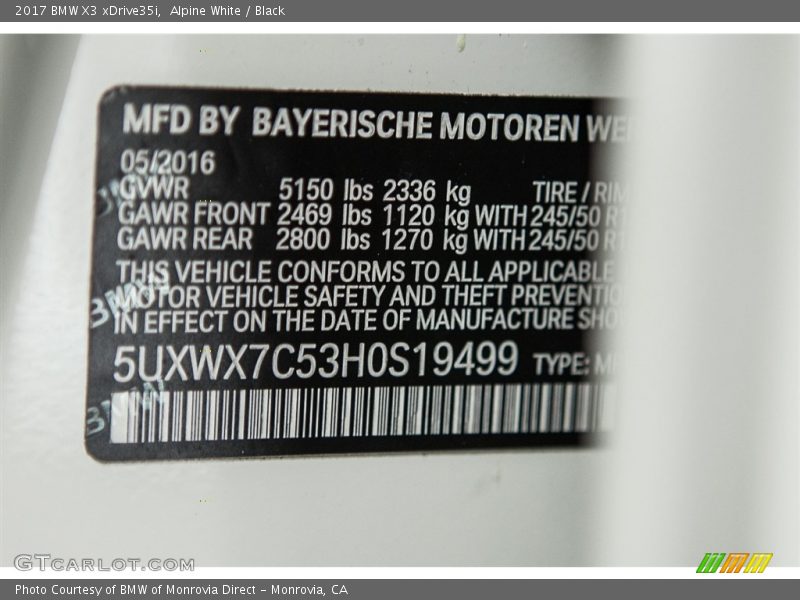 2017 BMW X3 xDrive35i, Alpine White / Black
MFD BY BAYERISCHE MOTOREN
05/2016
GVWR 5150 lbs 2336 kg TIRE / RIM
GAWR FRONT 2469 lbs 1120 kg WITH 245/50
GAWR REAR 2800 lbs 1270 kg WITH 245/50
THIS VEHICLE CONFORMS TO ALL APPLICABLE
MOTOR VEHICLE SAFETY AND THEFT PREVENTIO
IN EFFECT ON THE DATE OF MANUFACTURE SHO
5UXWX7C53H0S19499 TYPE:
GTCARLOT.COM
Photo Courtesy of BMW of Monrovia Direct - Monrovia, CA